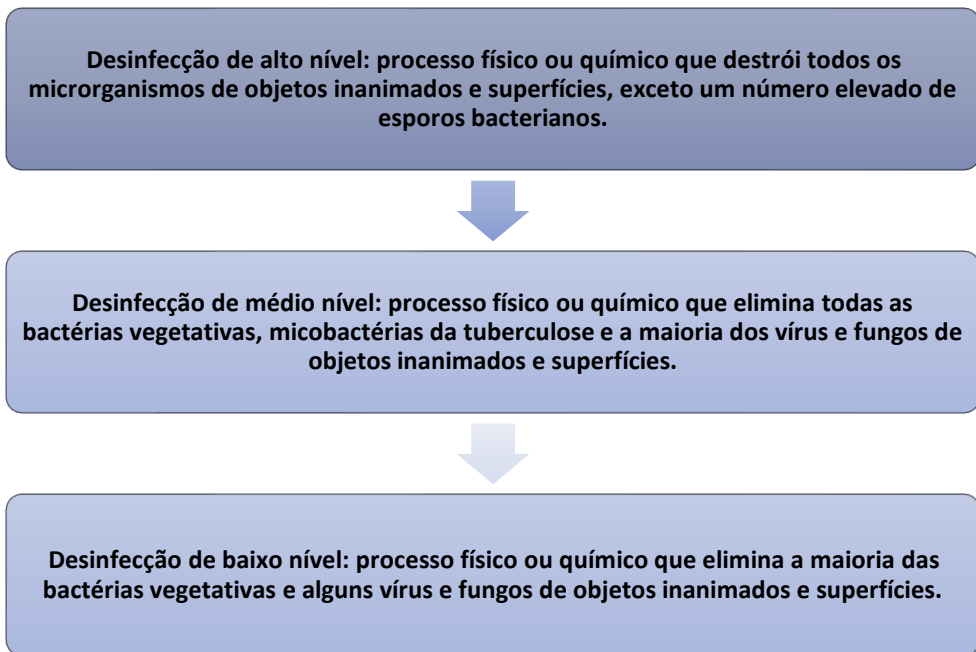 Desinfecção de alto nível: processo físico ou químico que destrói todos os
microrganismos de objetos inanimados e superfícies, exceto um número elevado de
esporos bacterianos.
Desinfecção de médio nível: processo físico ou químico que elimina todas as
bactérias vegetativas, micobactérias da tuberculose e a maioria dos vírus e fungos de
objetos inanimados e superfícies.
Desinfecção de baixo nível: processo físico ou químico que elimina a maioria das
bactérias vegetativas e alguns vírus e fungos de objetos inanimados e superfícies.